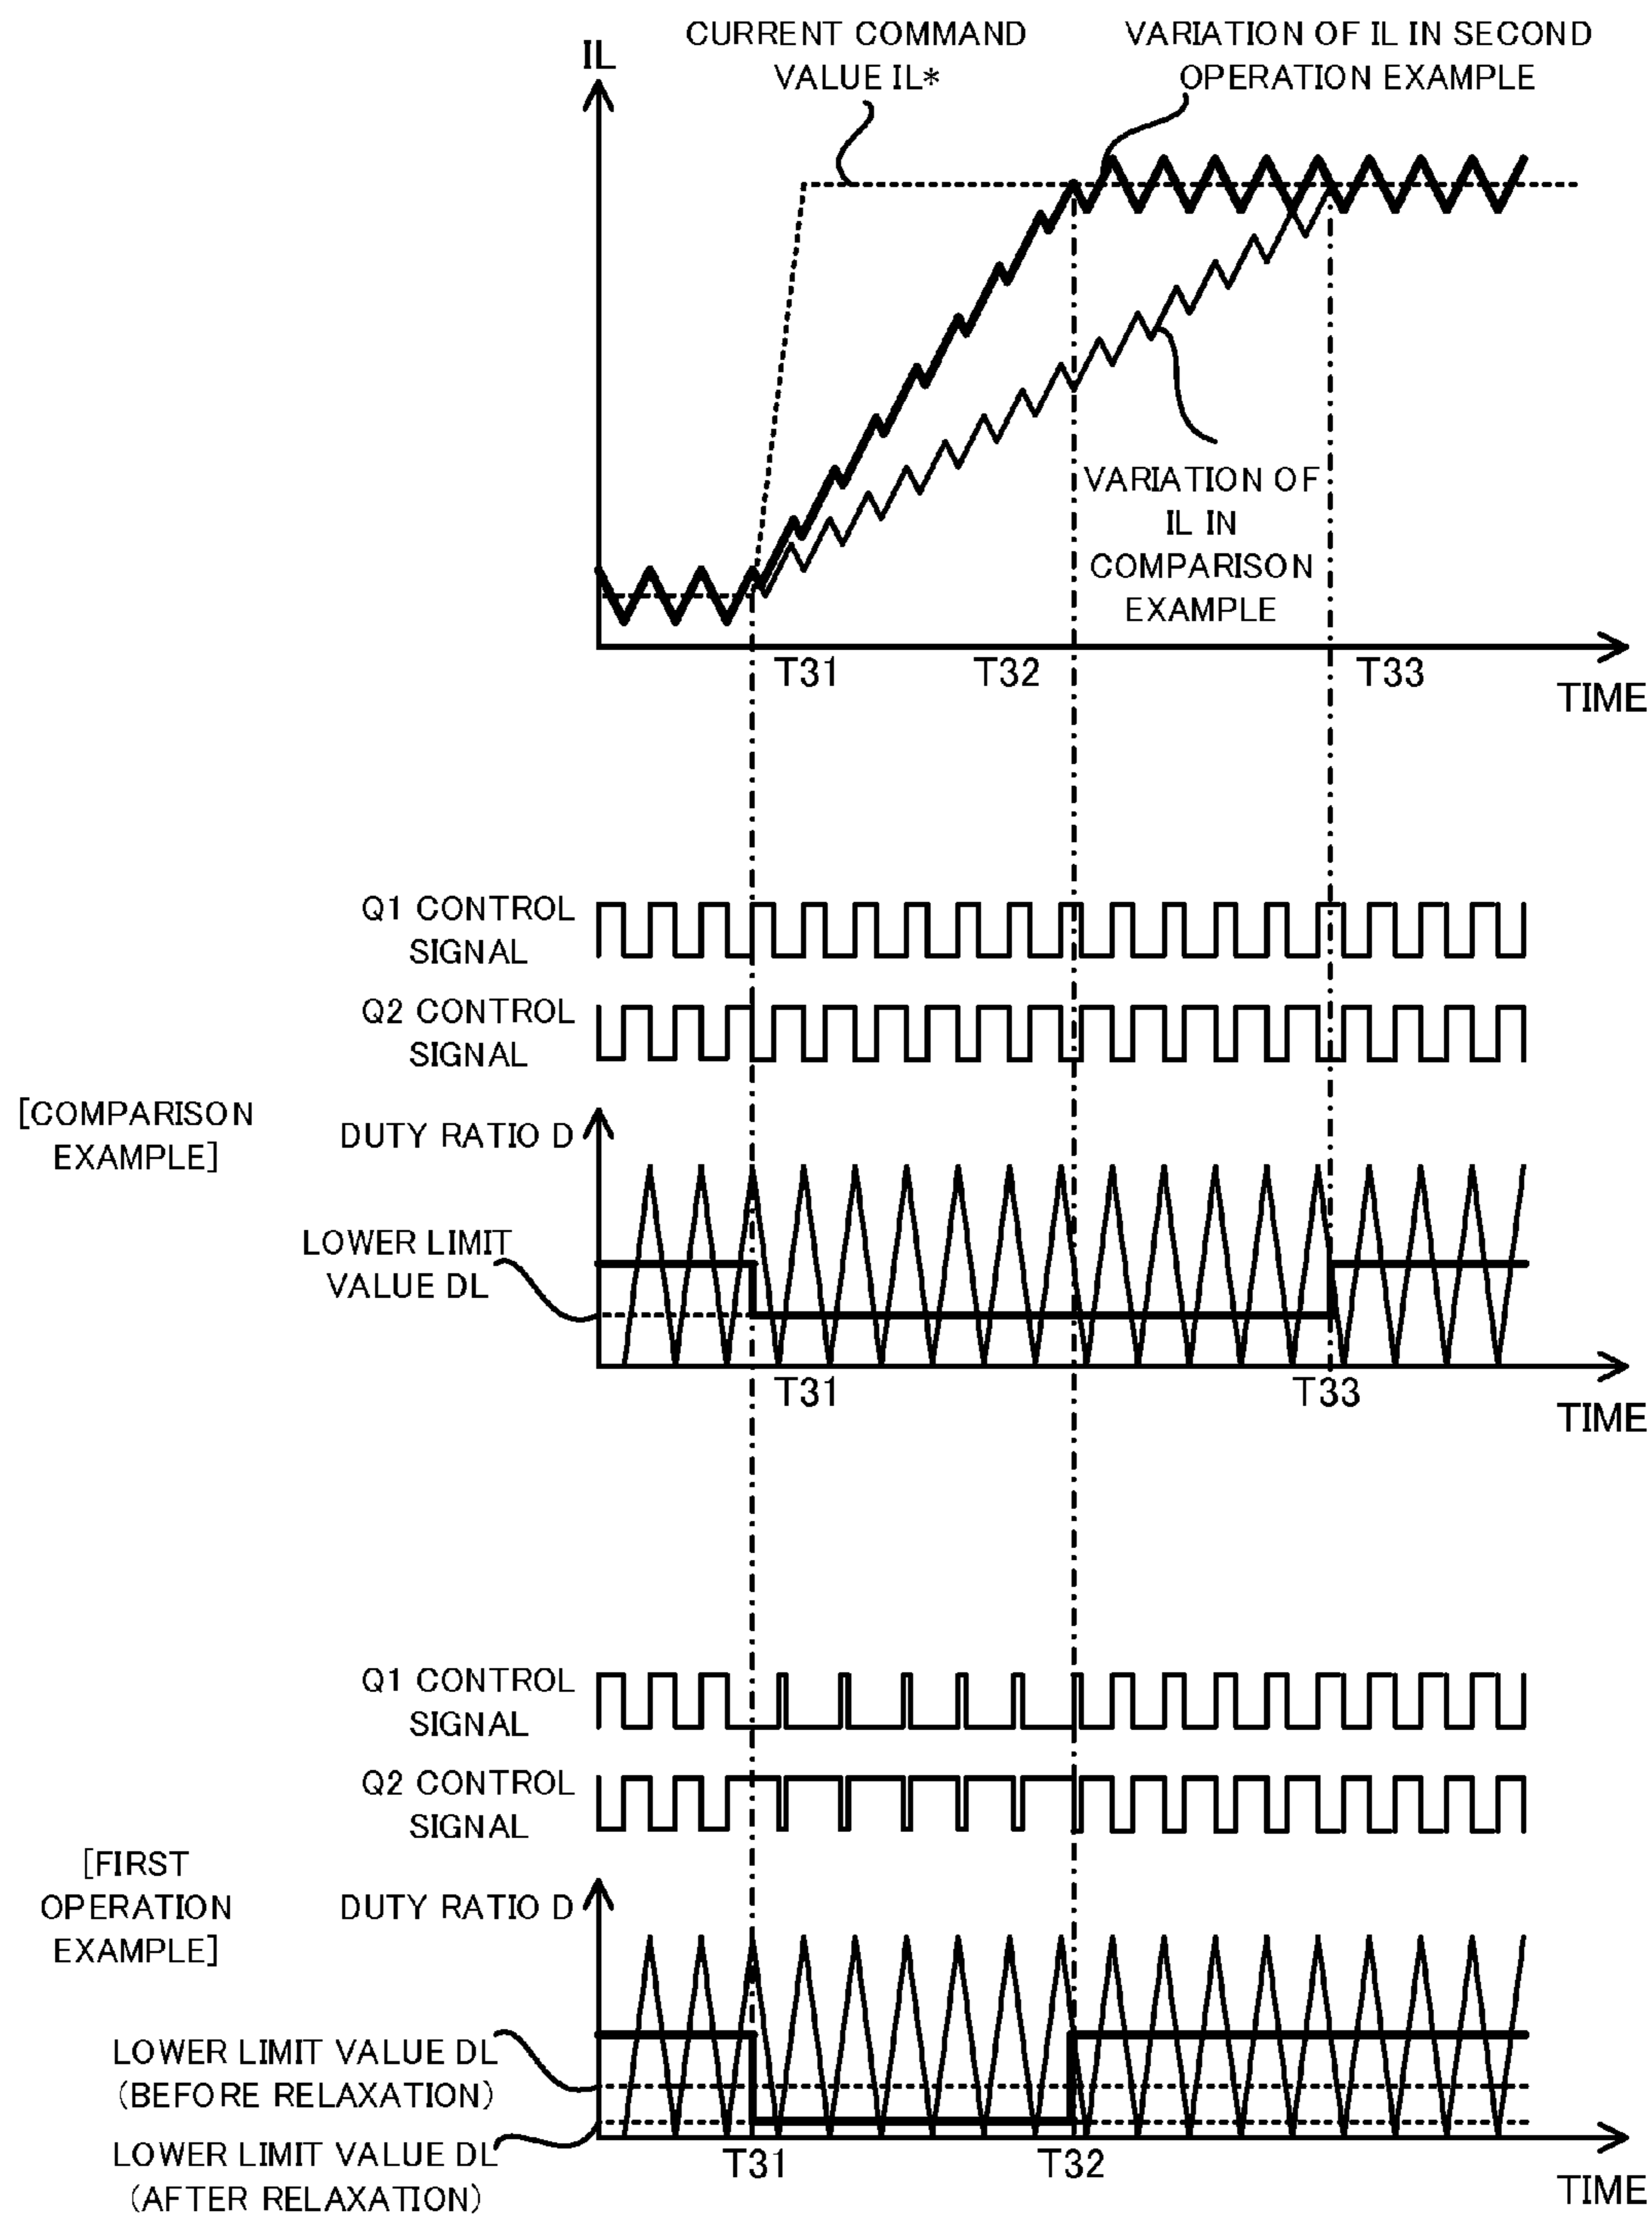 IL
CURRENT COMMAND
VALUE IL*
VARIATION OF IL IN SECOND
OPERATION EXAMPLE
VARIATION OF
IL IN
COMPARISON
EXAMPLE
T31
T32
T33
TIME
Q1 CONTROL
SIGNAL
Q2 CONTROL
SIGNAL
[COMPARISON
EXAMPLE]
DUTY RATIO D
LOWER LIMIT
VALUE DL
T31
T33
TIME
Q1 CONTROL
SIGNAL
Q2 CONTROL
SIGNAL
[FIRST
OPERATION
EXAMPLE]
DUTY RATIO D
LOWER LIMIT VALUE DL
(BEFORE RELAXATION)
LOWER LIMIT VALUE DL
(AFTER RELAXATION)
T31
T32
TIME